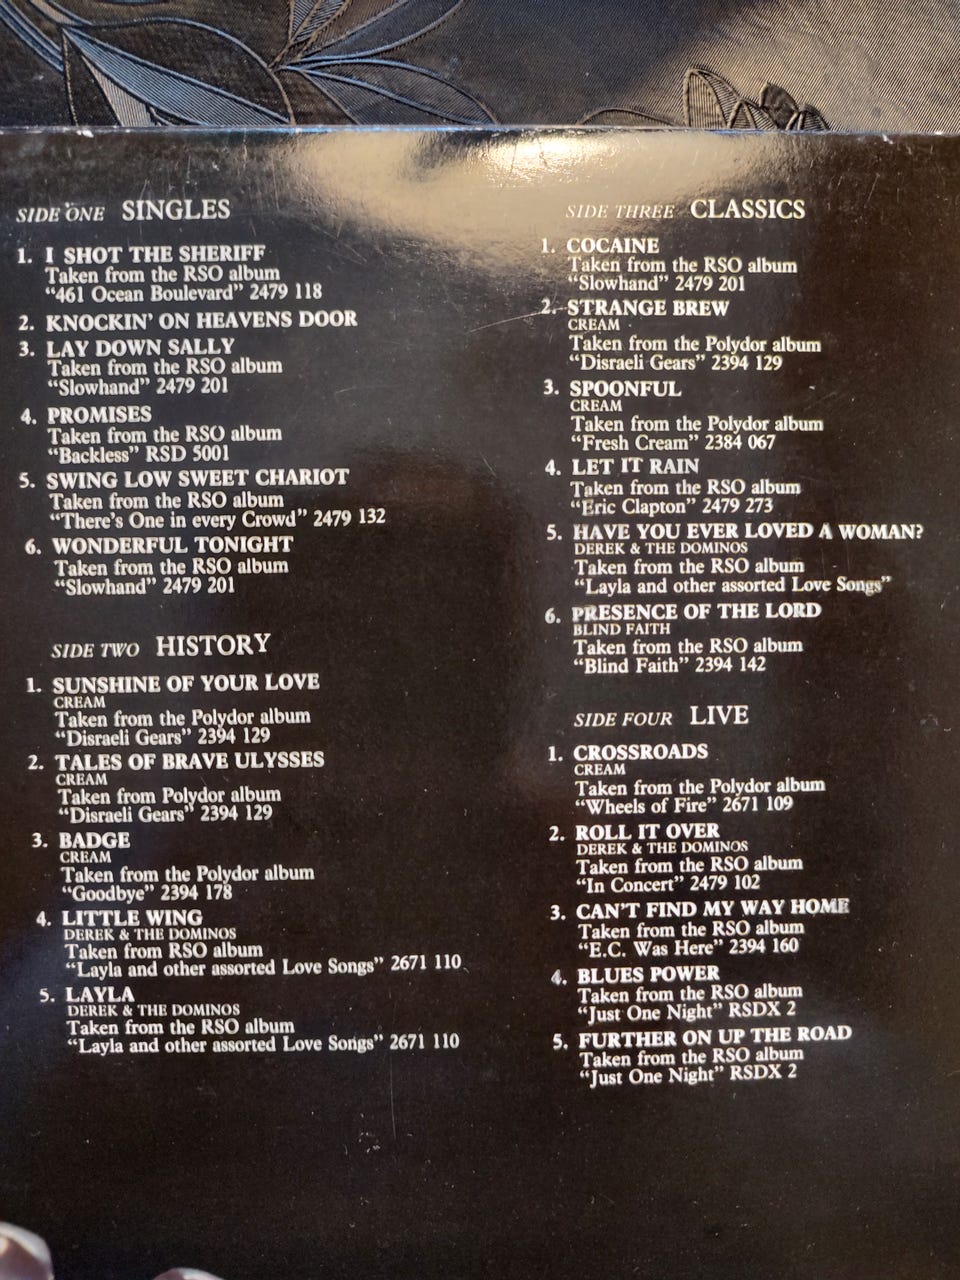 SIDE ONE SINGLES
1. I SHOT THE SHERIFF
Taken from the RSO album
“461 Ocean Boulevard” 2479 118
2. KNOCKIN’ ON HEAVENS DOOR
3. LAY DOWN SALLY
Taken from the RSO album
“Slowhand” 2479 201
4. PROMISES
Taken from the RSO album
“Backless” RSD 5001
5. SWING LOW SWEET CHARIOT
Taken from the RSO album
“There’s One in every Crowd” 2479 132
6. WONDERFUL TONIGHT
Taken from the RSO album
“Slowhand” 2479 201
SIDE TWO HISTORY
1. SUNSHINE OF YOUR LOVE
CREAM
Taken from the Polydor album
“Disraeli Gears” 2394 129
2. TALES OF BRAVE ULYSSES
CREAM
Taken from Polydor album
“Disraeli Gears” 2394 129
3. BADGE
CREAM
Taken from the Polydor album
“Goodbye” 2394 178
4. LITTLE WING
DEREK & THE DOMINOS
Taken from RSO album
“Layla and other assorted Love Songs” 2671 110
5. LAYLA
DEREK & THE DOMINOS
Taken from the RSO album
“Layla and other assorted Love Songs” 2671 110
SIDE THREE CLASSICS
1. COCAINE
Taken from the RSO album
“Slowhand” 2479 201
2. STRANGE BREW
CREAM
Taken from the Polydor album
“Disraeli Gears” 2394 129
3. SPOONFUL
CREAM
Taken from the Polydor album
“Fresh Cream” 2384 067
4. LET IT RAIN
Taken from the RSO album
“Eric Clapton” 2479 273
5. HAVE YOU EVER LOVED A WOMAN?
DEREK & THE DOMINOS
Taken from the RSO album
“Layla and other assorted Love Songs”
6. PRESENCE OF THE LORD
BLIND FAITH
Taken from the RSO album
“Blind Faith” 2394 142
SIDE FOUR LIVE
1. CROSSROADS
CREAM
Taken from the Polydor album
“Wheels of Fire” 2671 109
2. ROLL IT OVER
DEREK & THE DOMINOS
Taken from the RSO album
“In Concert” 2479 102
3. CAN’T FIND MY WAY HOME
Taken from the RSO album
“E.C. Was Here” 2394 160
4. BLUES POWER
Taken from the RSO album
“Just One Night” RSDX 2
5. FURTHER ON UP THE ROAD
Taken from the RSO album
“Just One Night” RSDX 2